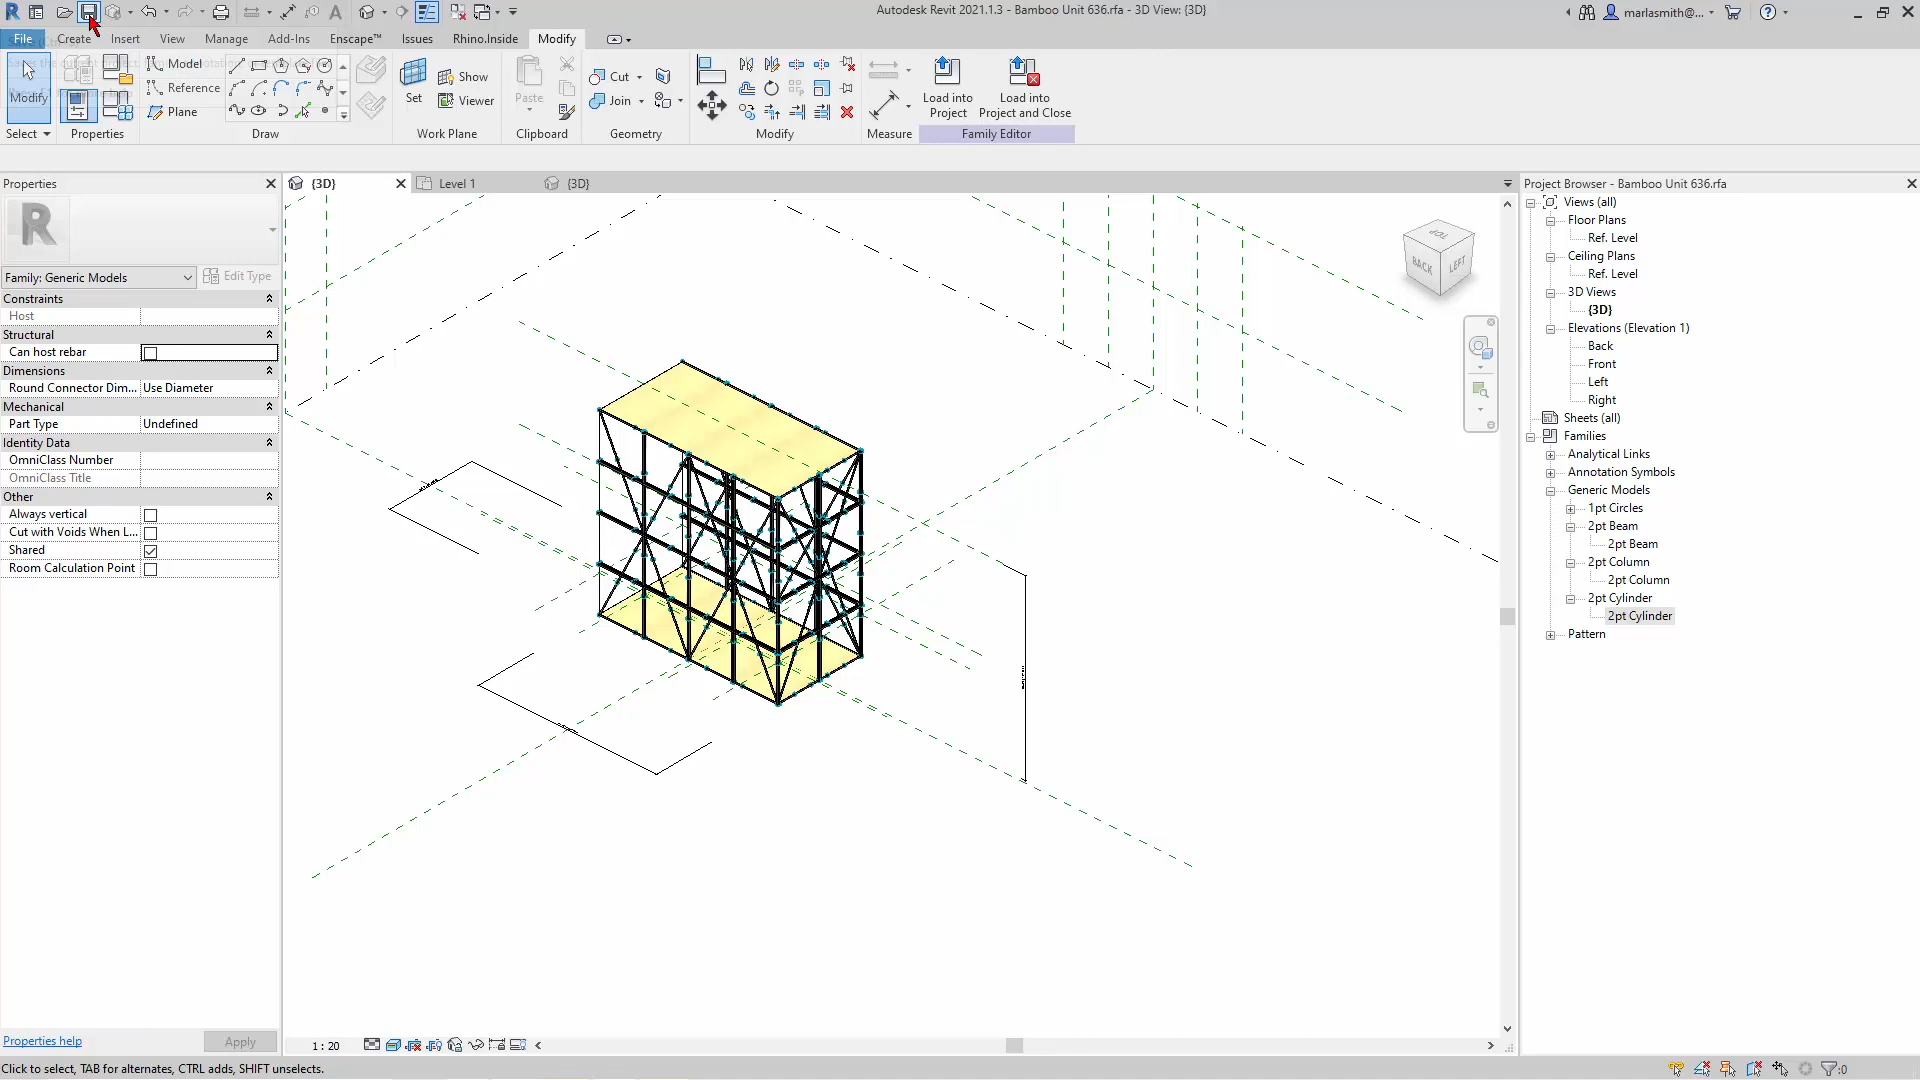 Autodesk Revit 2021.1.3 - Bamboo Unit 636.rfa - 3D View: {3D}
marlasmith@...
File
Create
Insert
View
Manage
Add-Ins
Enscape™
Issues
Rhino.Inside
Modify
Modify
Model
Reference
Plane
Set
Show
Viewer
Paste
Cut
Join
Load into
Project
Load into
Project and Close
Select
Properties
Draw
Work Plane
Clipboard
Geometry
Modify
Measure
Family Editor
Properties
{3D}
Level 1
{3D}
Project Browser - Bamboo Unit 636.rfa
R
Family: Generic Models
Edit Type
Constraints
Host
Structural
Can host rebar
Dimensions
Round Connector Dim... Use Diameter
Mechanical
Part Type Undefined
Identity Data
OmniClass Number
OmniClass Title
Other
Always vertical
Cut with Voids When L...
Shared
Room Calculation Point
TOP
BACK
LEFT
Views (all)
Floor Plans
Ref. Level
Ceiling Plans
Ref. Level
3D Views
{3D}
Elevations (Elevation 1)
Back
Front
Left
Right
Sheets (all)
Families
Analytical Links
Annotation Symbols
Generic Models
1pt Circles
2pt Beam
2pt Beam
2pt Column
2pt Column
2pt Cylinder
2pt Cylinder
Pattern
Properties help
Apply
1 : 20
Click to select, TAB for alternates, CTRL adds, SHIFT unselects.
:0